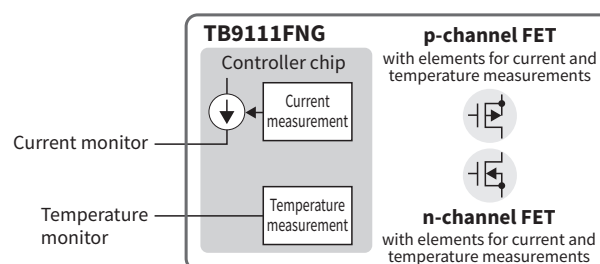 TB9111FNG
Controller chip
Current
measurement
Current monitor
Temperature
measurement
Temperature
monitor
p-channel FET
with elements for current and
temperature measurements
n-channel FET
with elements for current and
temperature measurements